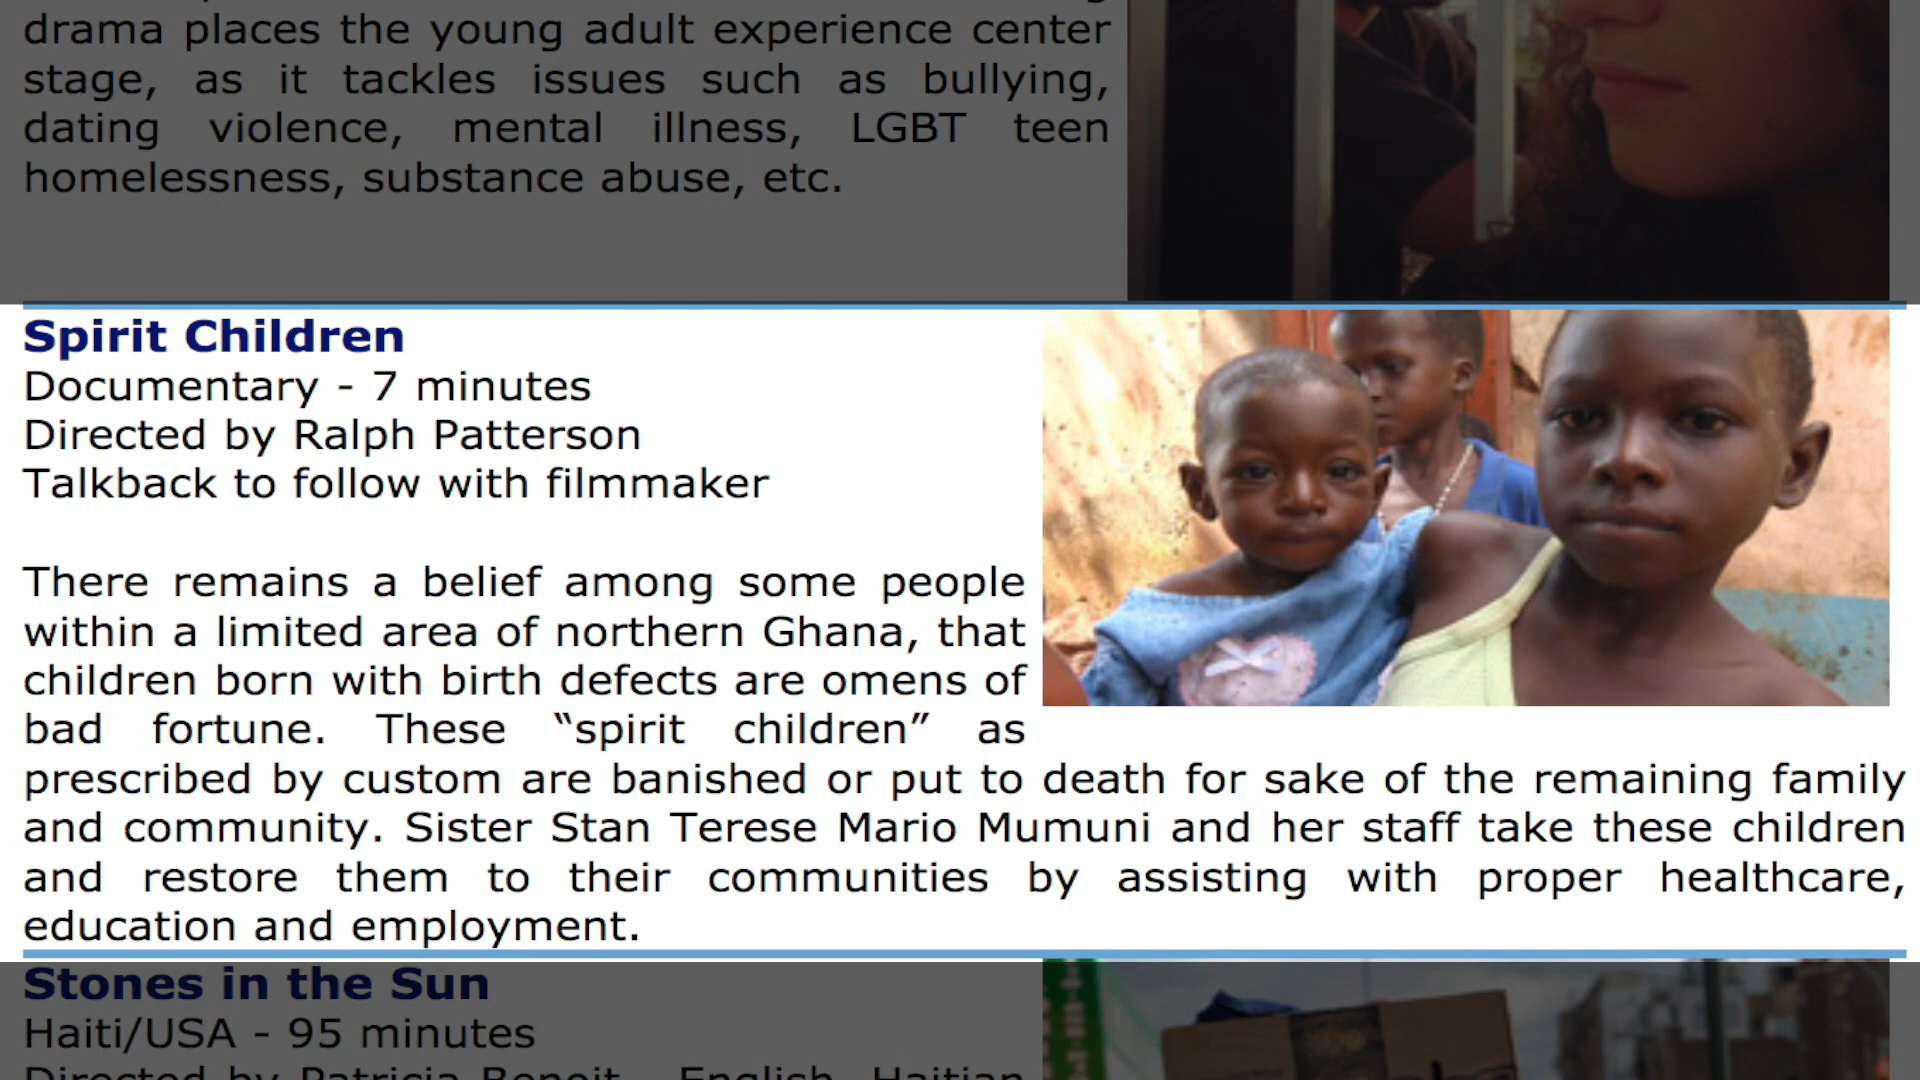 drama places the young adult experience center
stage, as it tackles issues such as bullying,
dating violence, mental illness, LGBT teen
homelessness, substance abuse, etc.
Spirit Children
Documentary - 7 minutes
Directed by Ralph Patterson
Talkback to follow with filmmaker
There remains a belief among some people
within a limited area of northern Ghana, that
children born with birth defects are omens of
bad fortune. These “spirit children” as
prescribed by custom are banished or put to death for sake of the remaining family
and community. Sister Stan Terese Mario Mumuni and her staff take these children
and restore them to their communities by assisting with proper healthcare,
education and employment.
Stones in the Sun
Haiti/USA - 95 minutes
Directed by Patricia Benoit English, Haitian